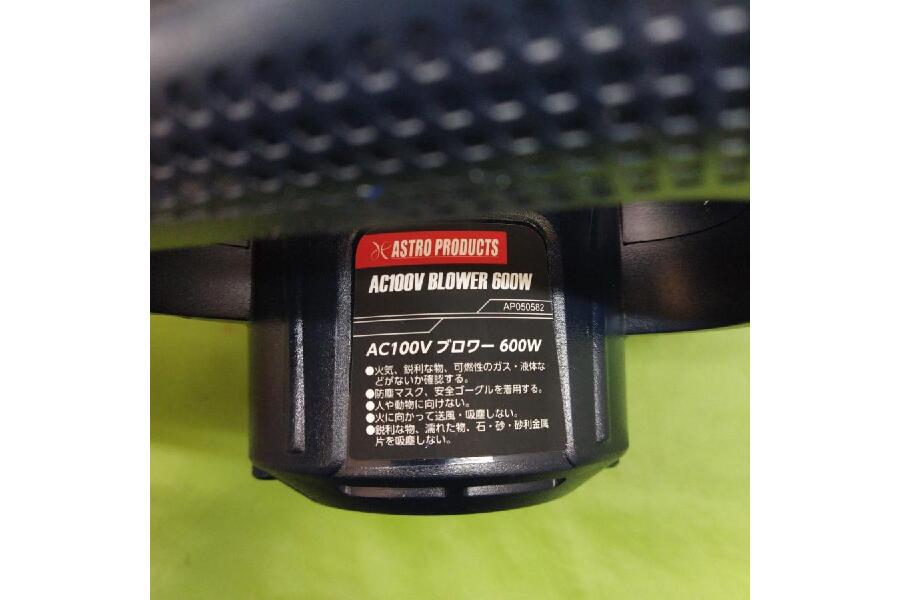 ASTRO PRODUCTS
AC100V BLOWER 600W
AP050582
AC100V ブロワー 600W
●火気、鋭利な物、可燃性のガス・液体な
どがないか確認する。
●防塵マスク、安全ゴーグルを着用する。
●人や動物に向けない。
●火に向かって送風・吸塵しない。
●鋭利な物、濡れた物、石・砂・砂利金属
片を吸塵しない。